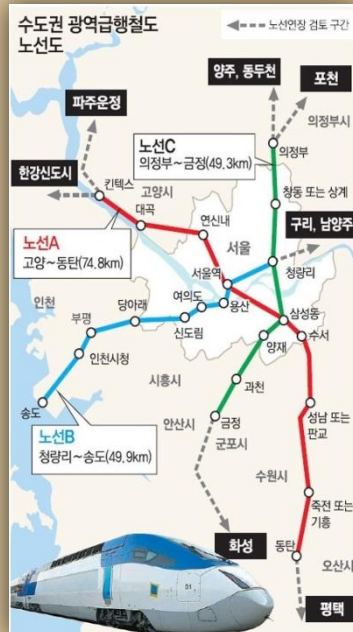 수도권 광역급행철도
노선도
노선연장 검토 구간
양주, 동두천
포천
의정부시
파주운정
노선C
의정부~금정(49.3km)
의정부
한강신도시
킨텍스
고양시
대곡
창동 또는 상계
연신내
서울
구리, 남양주
노선A
고양~동탄(74.8km)
서울역
청량리
인천
당아래
여의도
용산
삼성동
부평
신도림
수서
양재
인천시청
시흥시
과천
송도
안산시
금정
성남 또는
판교
노선B
청량리~송도(49.9km)
군포시
수원시
죽전 또는
기흥
화성
동탄
오산시
평택
01